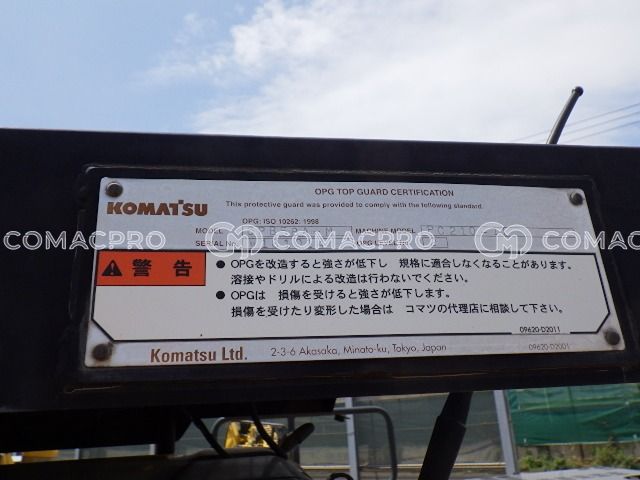 OPG TOP GUARD CERTIFICATION
KOMATSU
This protective guard was provided to comply with the following standard.
OPG: ISO 10262: 1998
MODEL MACHINE MODEL PC210
SERIAL No.
COMACPRO COMACPRO COMACPRO
警告
● OPGを改造すると強さが低下し 規格に適合しなくなることがあります。
溶接やドリルによる改造は行わないでください。
● OPGは 損傷を受けると強さが低下します。
損傷を受けたり変形した場合は コマツの代理店に相談して下さい。
09620-D2011
Komatsu Ltd. 2-3-6 Akasaka, Minato-ku, Tokyo, Japan 09620-D2001
COMACPRO COMACPRO COMACPRO